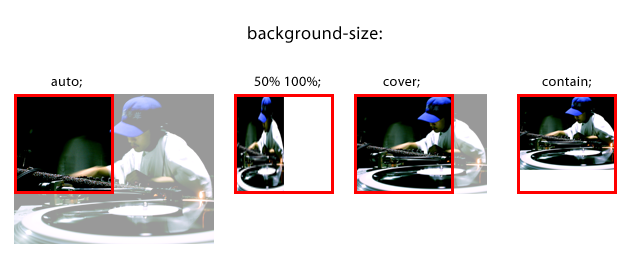 background-size:
auto;
50% 100%;
cover;
contain;